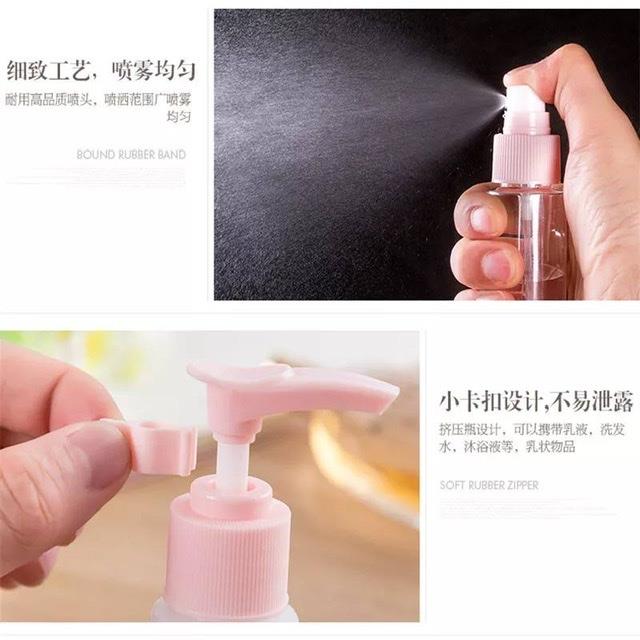 细致工艺，喷雾均匀
耐用高品质喷头，喷洒范围广喷雾
均匀
BOUND RUBBER BAND
小卡扣设计,不易泄露
挤压瓶设计，可以携带乳液，洗发
水，沐浴液等，乳状物品
SOFT RUBBER ZIPPER